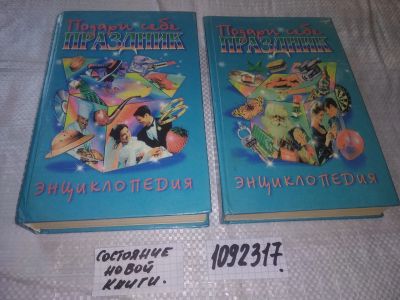 Подари себе
ПРАЗДНИК
ЭНЦИКЛОПЕДИЯ
Подари себе
ПРАЗДНИК
ЭНЦИКЛОПЕДИЯ
СОСТОЯНИЕ
НОВОЙ
КНИГИ.
1092317.